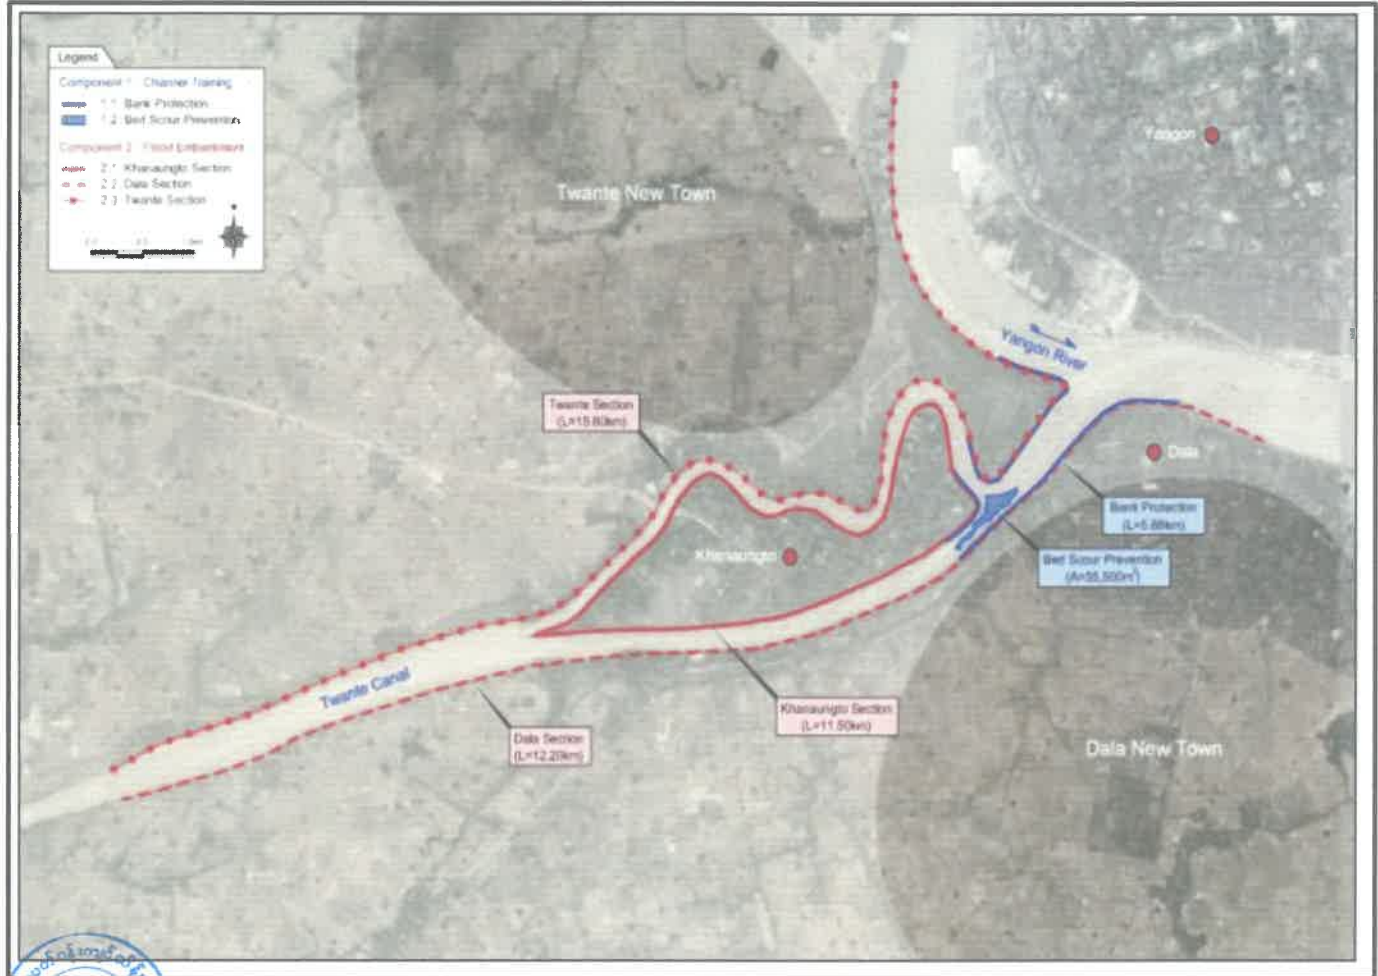 Legend
Component 1 Channel Training
1.1 Bank Protection
1.2 Bed Scour Prevention
Component 2 Flood Embankment
2.1 Khanaungto Section
2.2 Dala Section
2.3 Twante Section
Twante New Town
Yangon
Yangon River
Twante Section
(L=15.80km)
Dala
Bank Protection
(L=5.88km)
Khanaungto
Bed Scour Prevention
(A=55,500m²)
Twante Canal
Khanaungto Section
(L=11.50km)
Dala Section
(L=12.20km)
Dala New Town